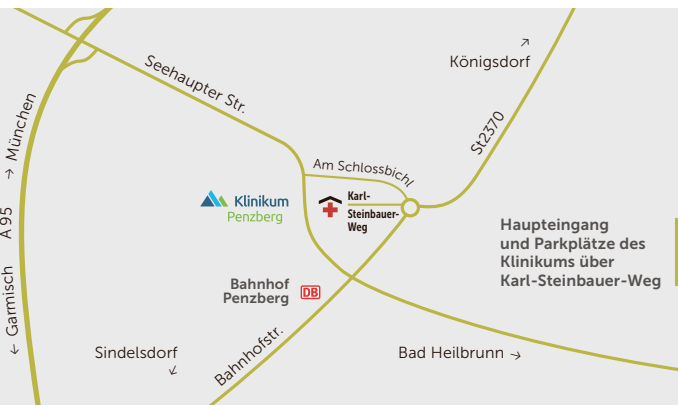 Königsdorf ↗
Seehaupter Str.
→ München
St2370
Am Schlossbichl
Klinikum
Penzberg
Karl-
Steinbauer-
Weg
A 95
Haupteingang
und Parkplätze des
Klinikums über
Karl-Steinbauer-Weg
← Garmisch
Bahnhof
Penzberg
DB
Bahnhofstr.
Sindelsdorf ↙
Bad Heilbrunn →